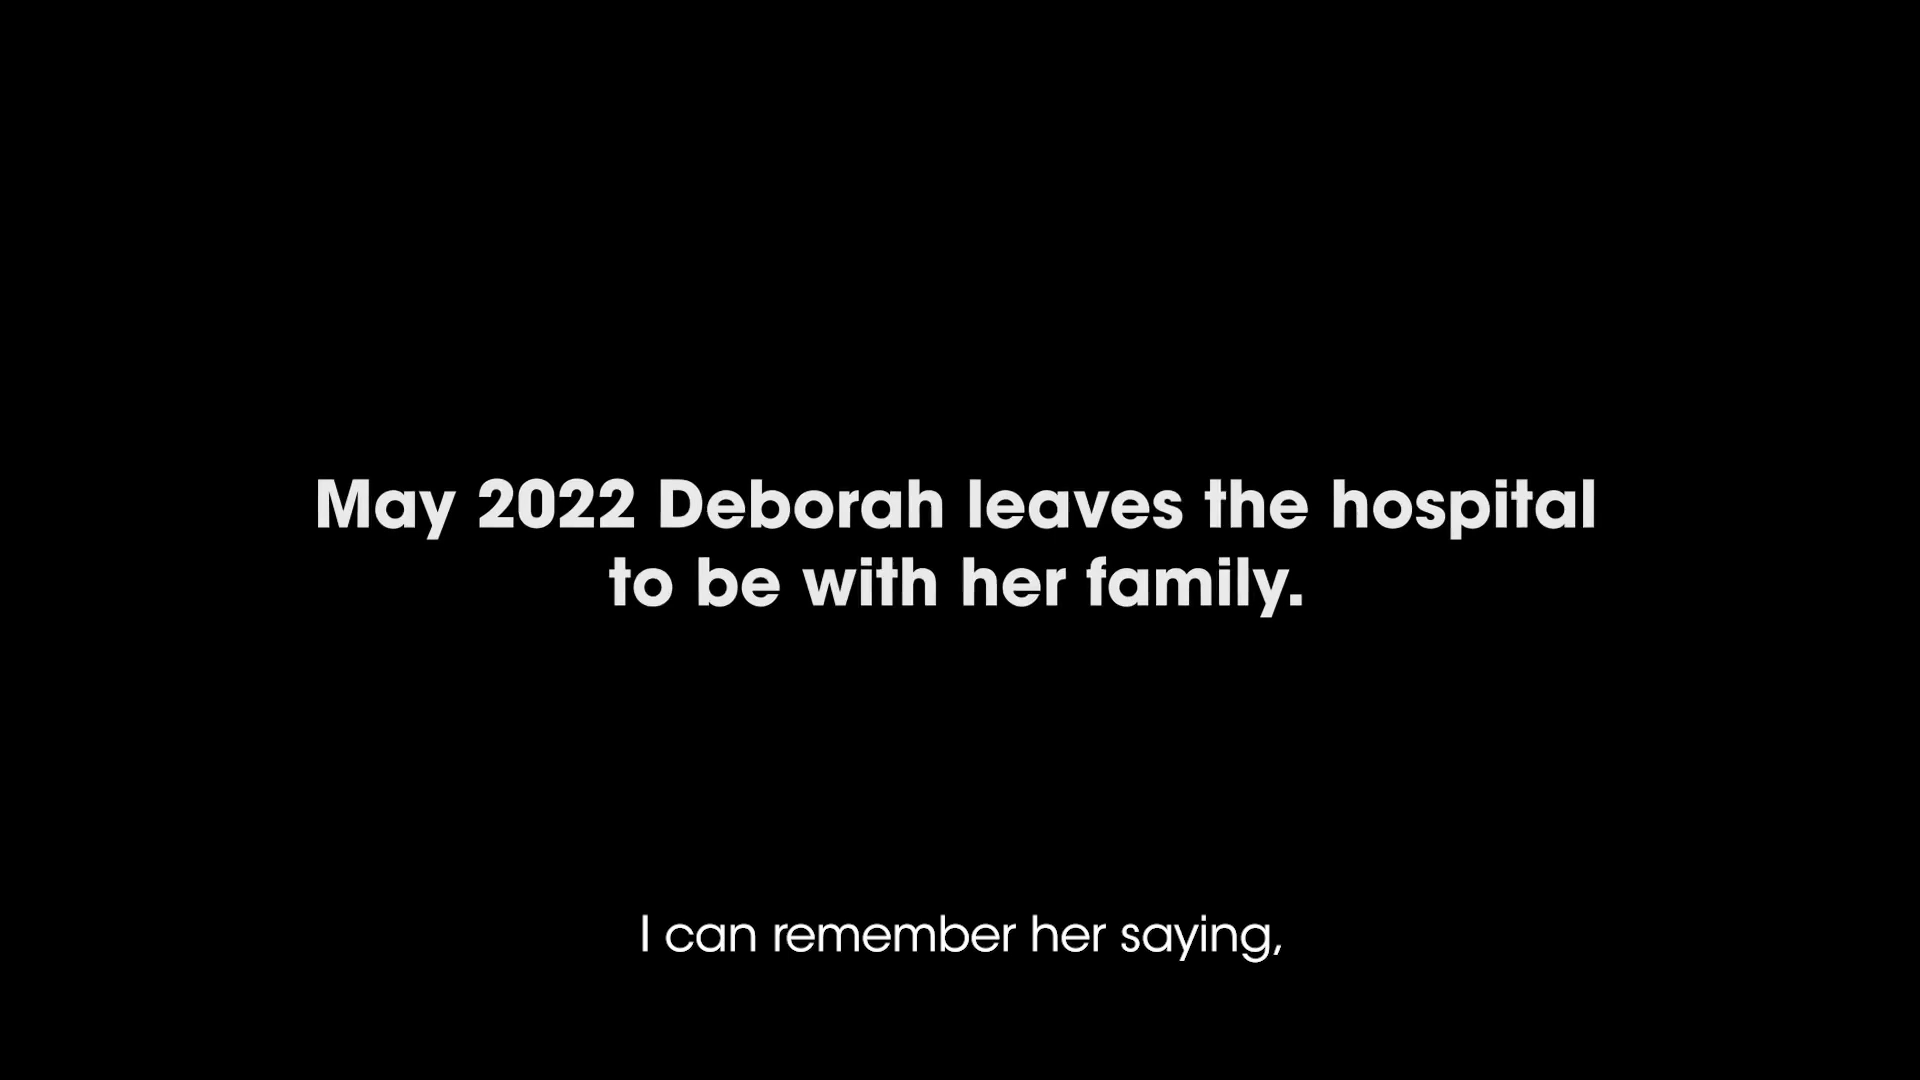 May 2022 Deborah leaves the hospital
to be with her family.
I can remember her saying,